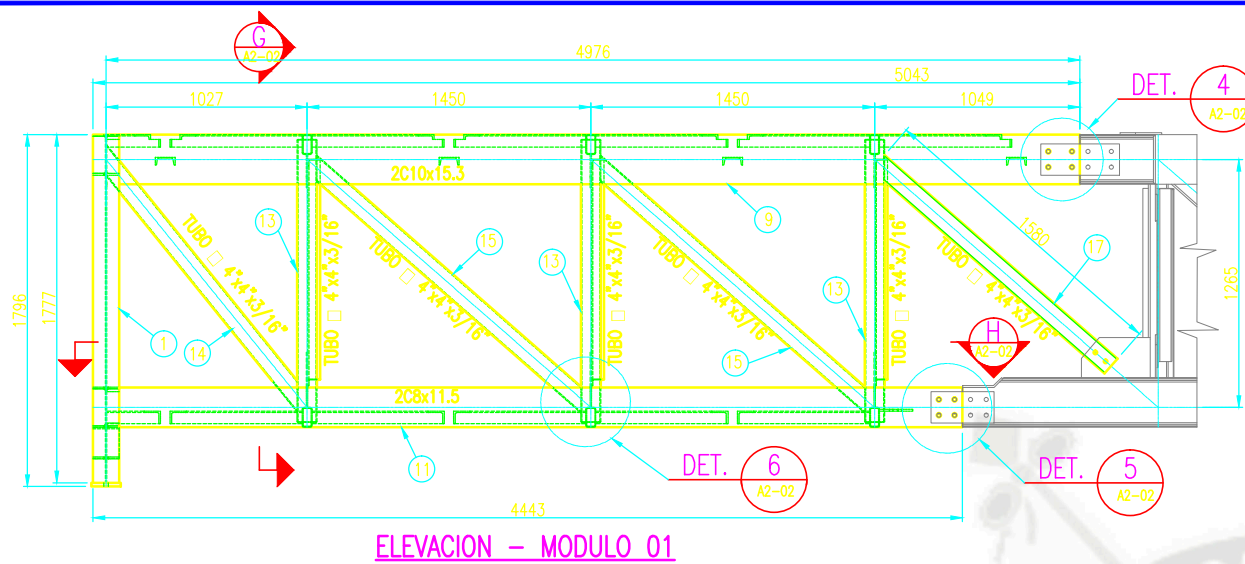 G
A2-02
4976
5043
1027
1450
1450
1049
DET. 4
A2-02
2C10x15.3
13
15
9
17
1580
1265
1796
1777
TUBO □ 4"x4"x3/16"
TUBO □ 4"x4"x3/16"
TUBO □ 4"x4"x3/16"
13
TUBO □ 4"x4"x3/16"
TUBO □ 4"x4"x3/16"
13
TUBO □ 4"x4"x3/16"
TUBO □ 4"x4"x3/16"
1
14
15
H
A2-02
2C8x11.5
11
DET. 6
A2-02
DET. 5
A2-02
4443
ELEVACION - MODULO 01